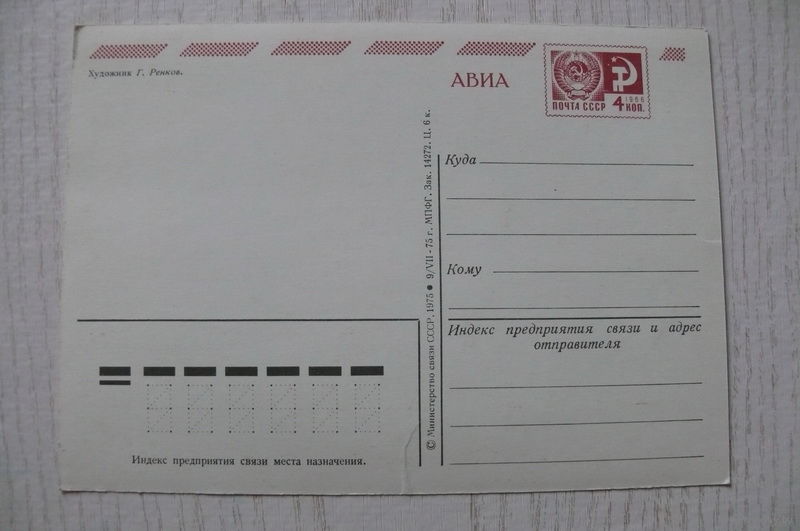 Художник Г. Ренков.
АВИА
ПОЧТА СССР
1966
4 КОП.
Куда
Кому
Индекс предприятия связи и адрес
отправителя
© Министерство связи СССР. 1975 ● 9/VII - 75 г. МПФГ. Зак. 14272. Ц. 6 к.
Индекс предприятия связи места назначения.